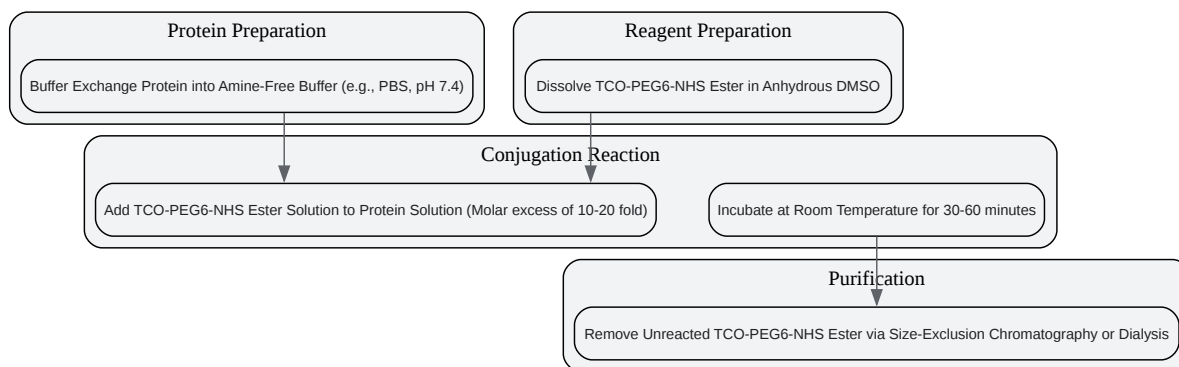 Protein Preparation
Reagent Preparation
Buffer Exchange Protein into Amine-Free Buffer (e.g., PBS, pH 7.4)
Dissolve TCO-PEG6-NHS Ester in Anhydrous DMSO
Conjugation Reaction
Add TCO-PEG6-NHS Ester Solution to Protein Solution (Molar excess of 10-20 fold)
Incubate at Room Temperature for 30-60 minutes
Purification
Remove Unreacted TCO-PEG6-NHS Ester via Size-Exclusion Chromatography or Dialysis